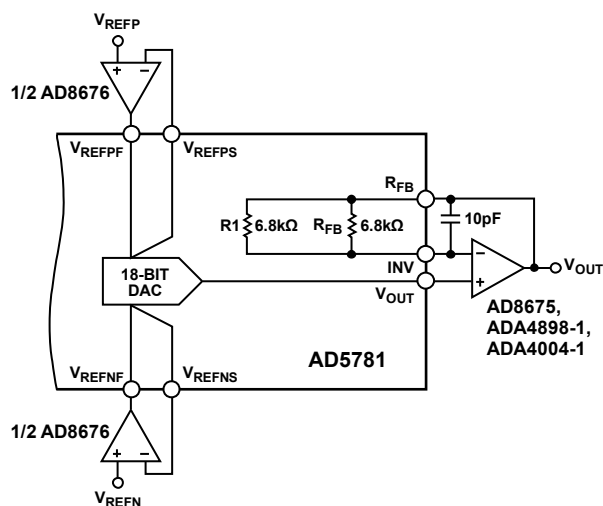 VREFP
+ −
1/2 AD8676
VREFPF
VREFPS
RFB
R1
6.8kΩ
RFB
6.8kΩ
10pF
18-BIT
DAC
INV
VOUT
−
+
VOUT
AD8675,
ADA4898-1,
ADA4004-1
AD5781
VREFNF
VREFNS
1/2 AD8676
+ −
VREFN